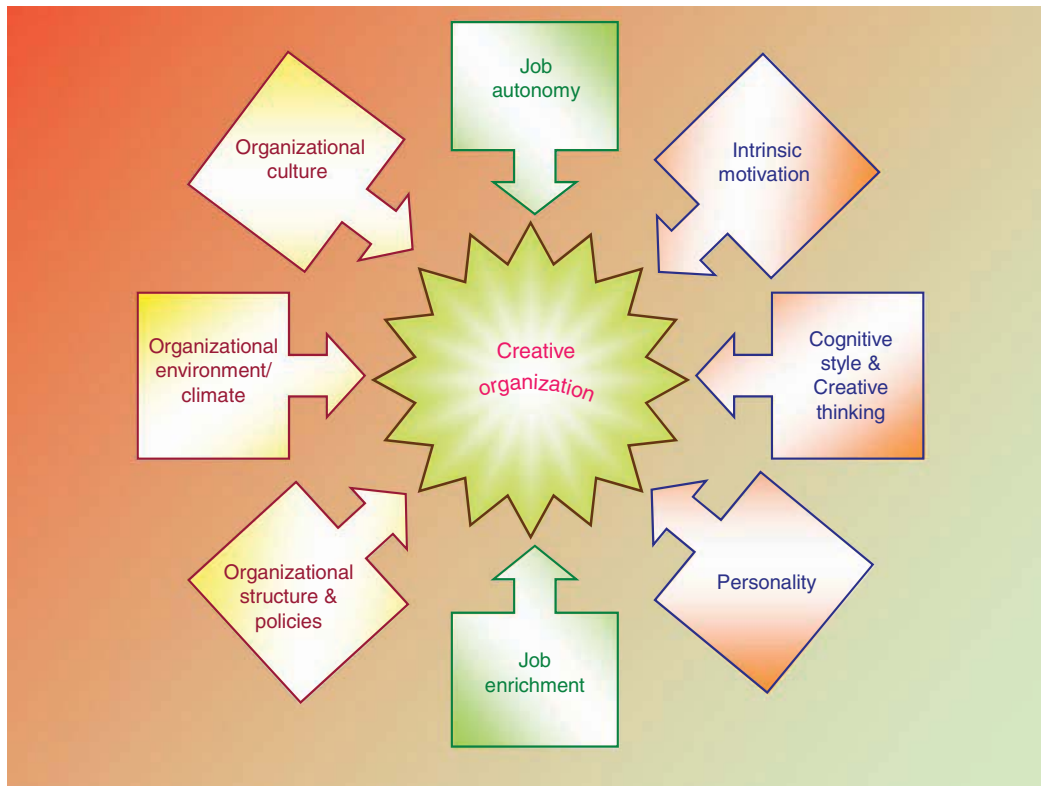 Job
autonomy
Organizational
culture
Intrinsic
motivation
Organizational
environment/
climate
Creative
organization
Cognitive
style &
Creative
thinking
Organizational
structure &
policies
Personality
Job
enrichment